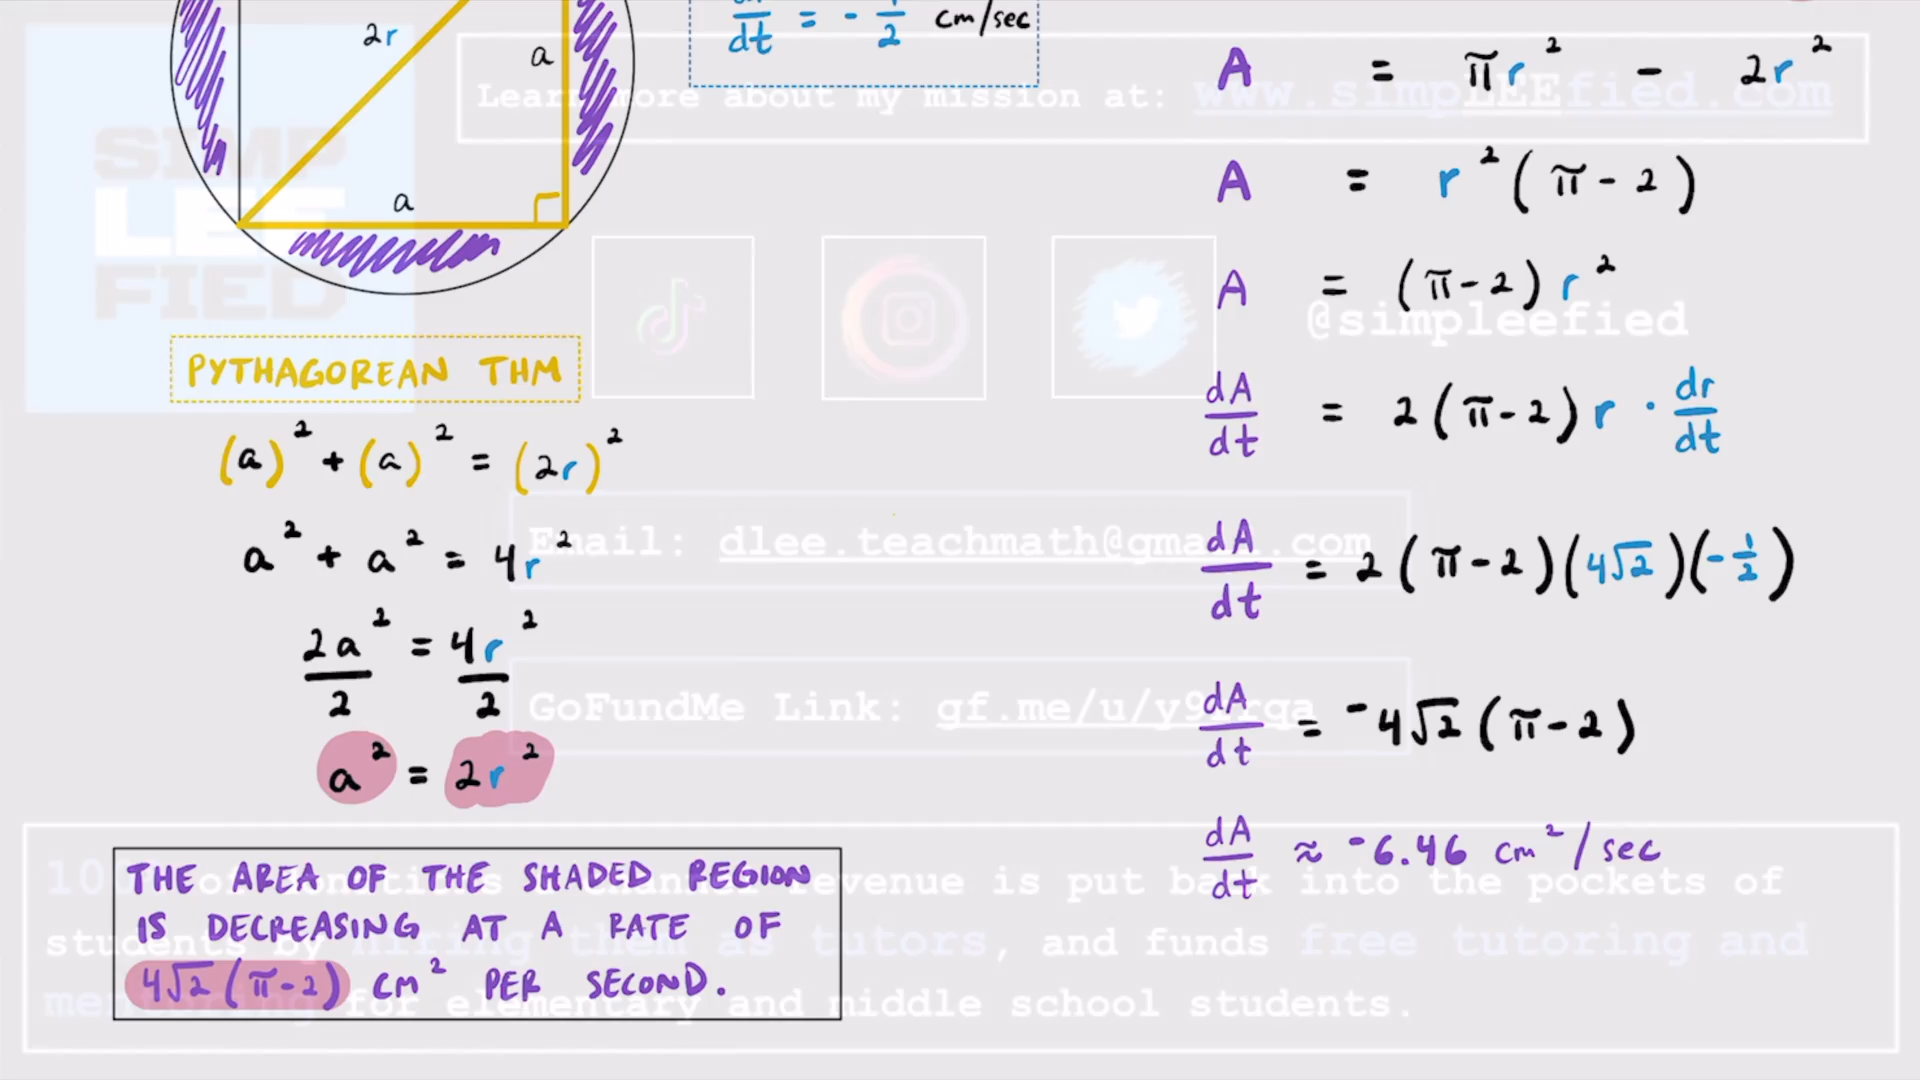 2r
a
a
dr/dt = -1/2 cm/sec
A = πr² - 2r²
Learn more about my mission at: www.simpLEEfied.com
SIMP
LEE
FIED
A = r²(π-2)
A = (π-2)r²
@simpleefied
PYTHAGOREAN THM
dA/dt = 2(π-2)r · dr/dt
(a)² + (a)² = (2r)²
a² + a² = 4r²
Email: dlee.teachmath@gmail.com
dA/dt = 2(π-2)(4√2)(-1/2)
2a²/2 = 4r²/2
GoFundMe Link:
dA/dt = -4√2(π-2)
a² = 2r²
dA/dt ≈ -6.46 cm²/sec
THE AREA OF THE SHADED REGION
IS DECREASING AT A RATE OF
4√2(π-2) cm² PER SECOND.
revenue is put back into the pockets of
students by hiring them as tutors, and funds free tutoring and
mentoring for elementary and middle school students.